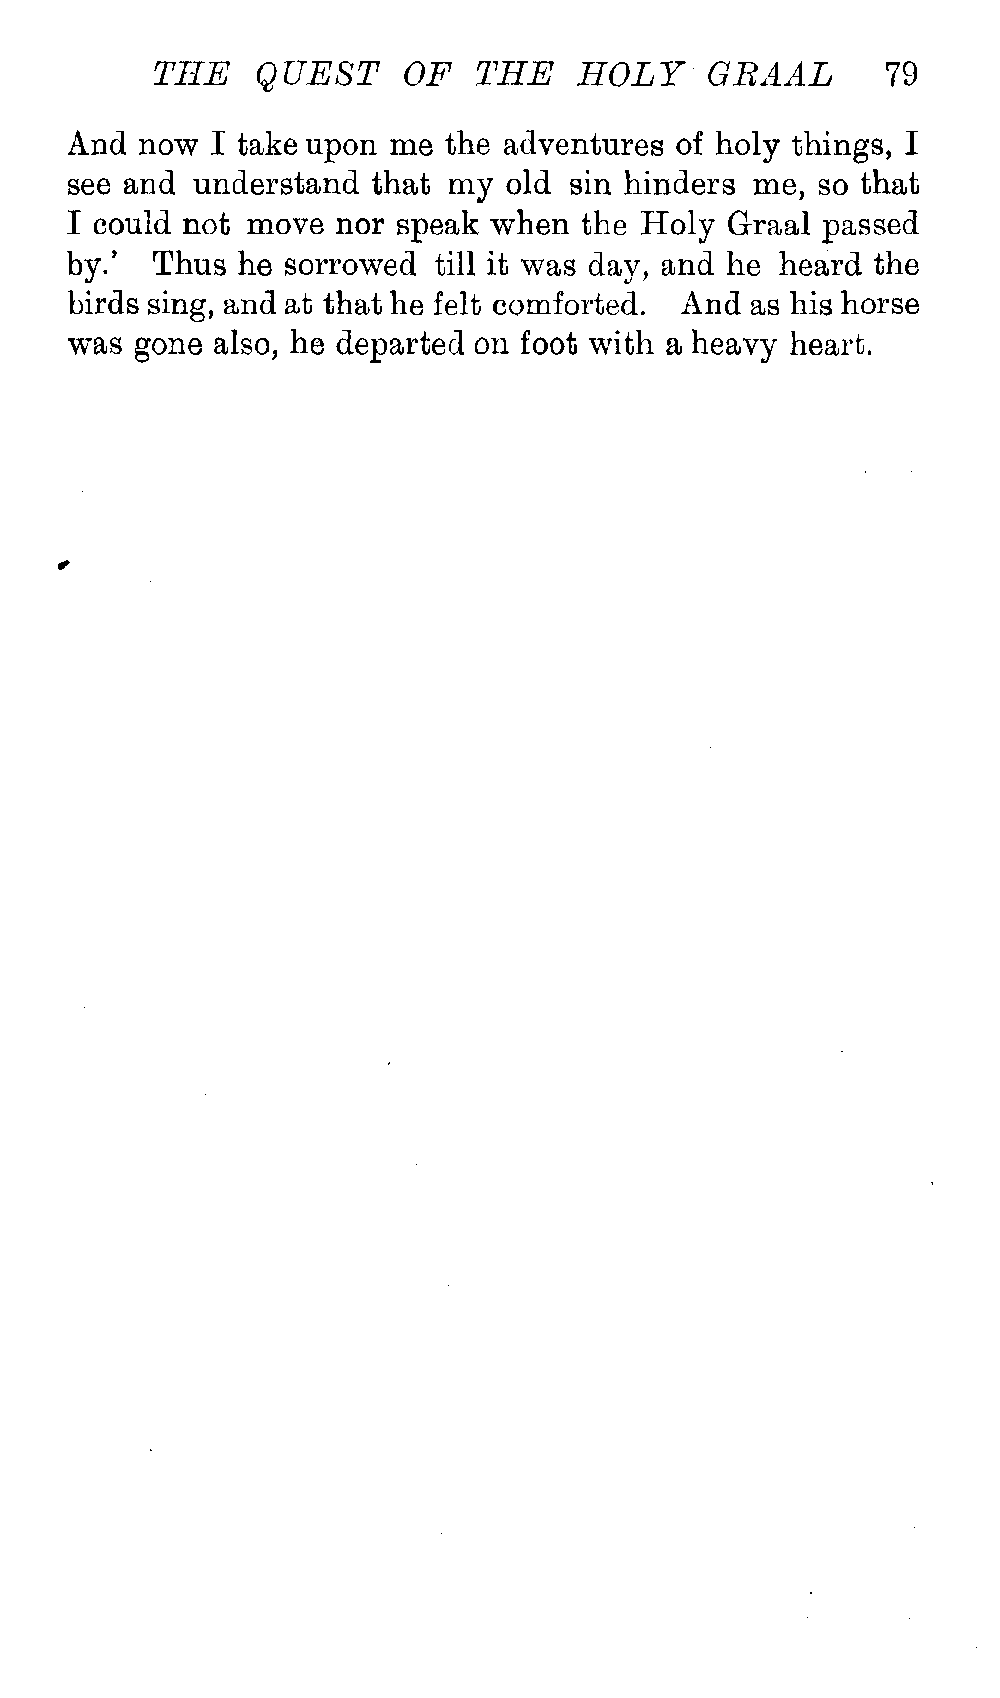 THE QUEST OF THE HOLY GRAAL 79
And now I take upon me the adventures of holy things, I
see and understand that my old sin hinders me, so that
I could not move nor speak when the Holy Graal passed
by.' Thus he sorrowed till it was day, and he heard the
birds sing, and at that he felt comforted. And as his horse
was gone also, he departed on foot with a heavy heart.